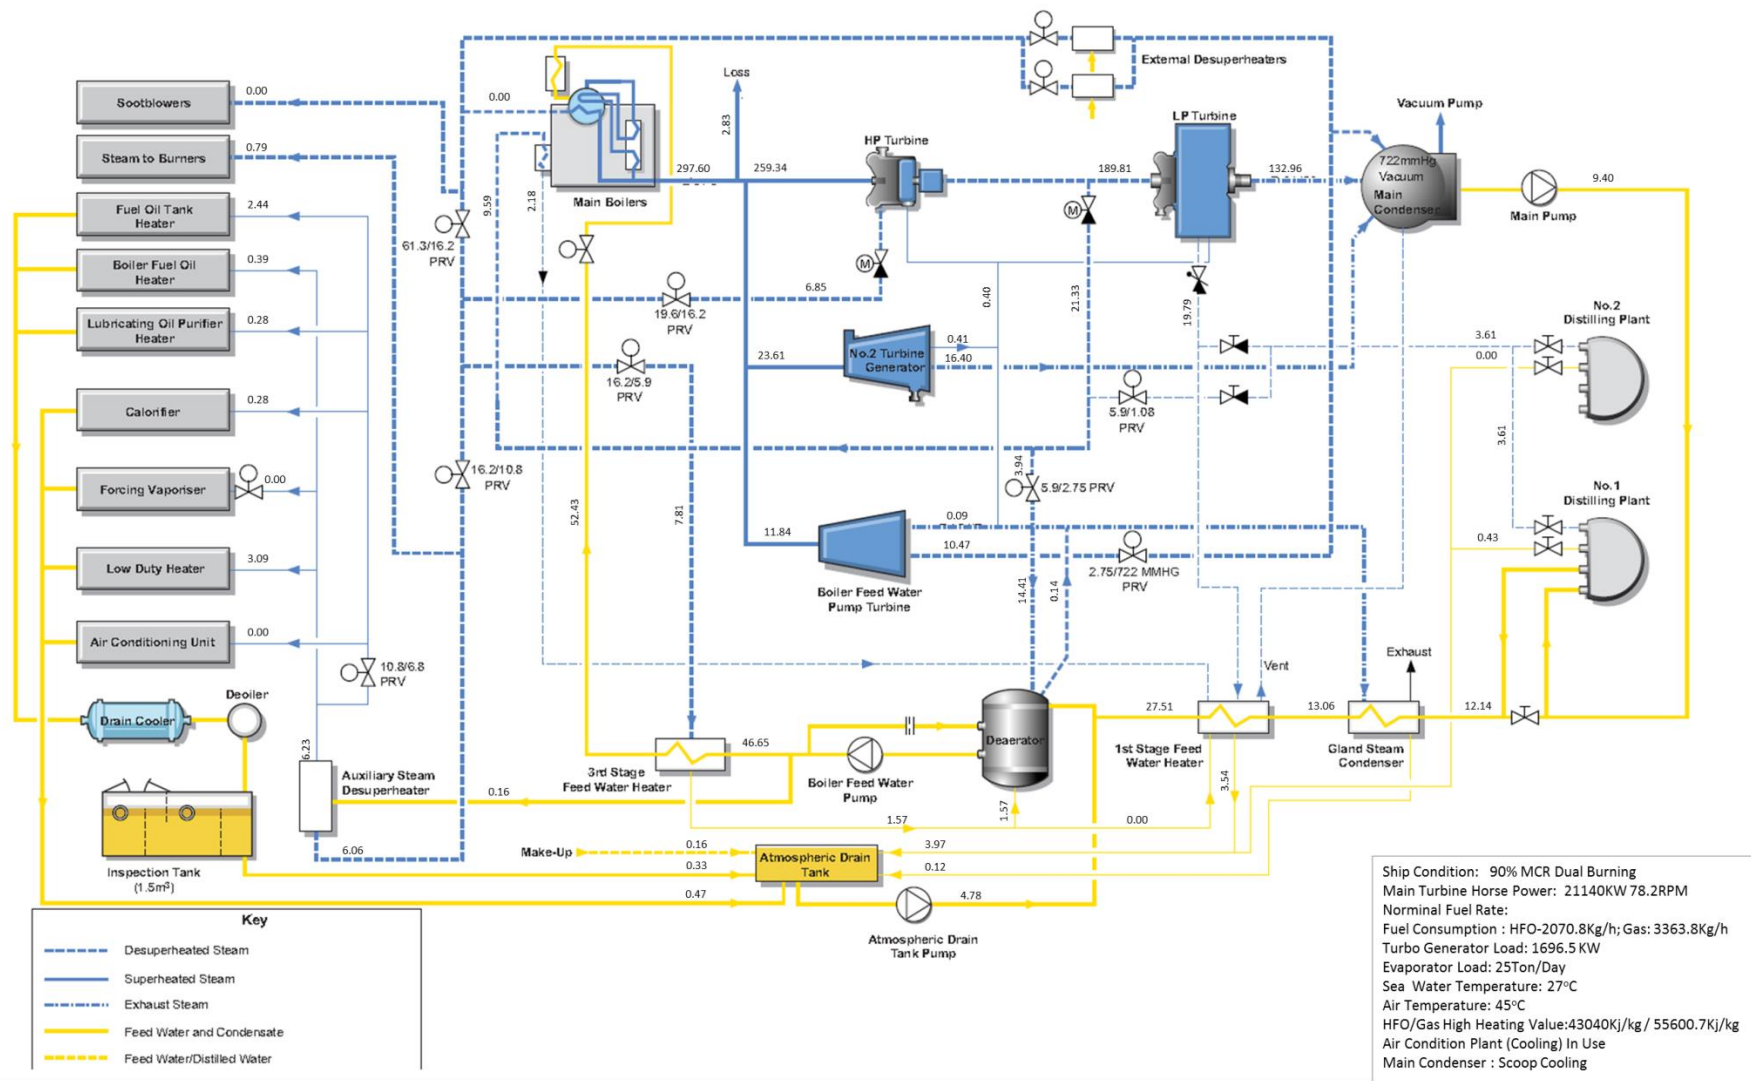 External Desuperheaters
Loss
Vacuum Pump
Sootblowers
0.00
0.00
2.83
HP Turbine
LP Turbine
Steam to Burners
0.79
297.60
259.34
189.81
132.96
722mmHg
Vacuum
Main
Condenser
9.40
Main Pump
Main Boilers
9.59
2.18
Fuel Oil Tank
Heater
2.44
61.3/16.2
PRV
M
M
Boiler Fuel Oil
Heater
0.39
6.85
0.40
21.33
19.79
19.6/16.2
PRV
Lubricating Oil Purifier
Heater
0.28
No.2
Distilling Plant
3.61
0.00
23.61
No.2 Turbine
Generator
0.41
16.40
16.2/5.9
PRV
5.9/1.08
PRV
Calorifier
0.28
3.61
16.2/10.8
PRV
3.94
5.9/2.75 PRV
Forcing Vaporiser
0.00
No.1
Distilling Plant
52.43
7.81
11.84
0.09
10.47
0.43
2.75/722 MMHG
PRV
Low Duty Heater
3.09
Boiler Feed Water
Pump Turbine
14.41
0.14
Air Conditioning Unit
0.00
10.8/6.8
PRV
Vent
Exhaust
Deoiler
Drain Cooler
27.51
13.06
12.14
6.23
46.65
Deaerator
1st Stage Feed
Water Heater
Gland Steam
Condenser
3rd Stage
Feed Water Heater
Boiler Feed Water
Pump
Auxiliary Steam
Desuperheater
0.16
3.54
1.57
1.57
0.00
6.06
Make-Up
0.16
Atmospheric Drain
Tank
3.97
0.33
0.12
Inspection Tank
(1.5m³)
0.47
4.78
Atmospheric Drain
Tank Pump
Key
Desuperheated Steam
Superheated Steam
Exhaust Steam
Feed Water and Condensate
Feed Water/Distilled Water
Ship Condition: 90% MCR Dual Burning
Main Turbine Horse Power: 21140KW 78.2RPM
Norminal Fuel Rate:
Fuel Consumption : HFO-2070.8Kg/h; Gas: 3363.8Kg/h
Turbo Generator Load: 1696.5 KW
Evaporator Load: 25Ton/Day
Sea Water Temperature: 27°C
Air Temperature: 45°C
HFO/Gas High Heating Value:43040Kj/kg / 55600.7Kj/kg
Air Condition Plant (Cooling) In Use
Main Condenser : Scoop Cooling